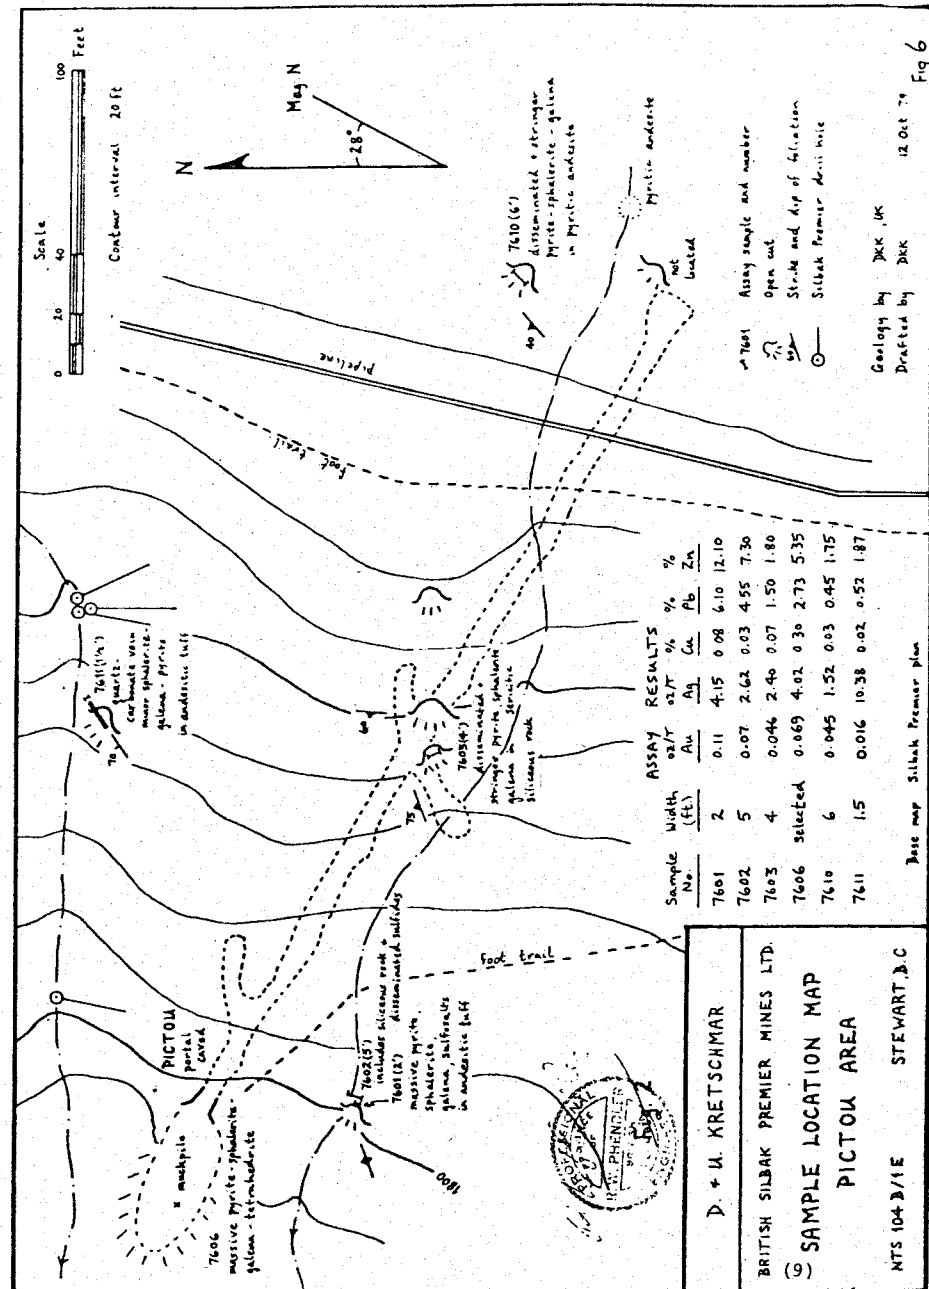 Scale
0 20 40 100 Feet
Contour interval 20 Ft
N
Mag. N
28°
7610(6')
disseminated + stringer
pyrite-sphalerite-galena
in pyritic andesite
40
pyritic andesite
not
located
pipeline
foot trail
7611(1½')
quartz-
carbonate vein
minor sphalerite-
galena-pyrite
in andesitic tuff
70
60
75
7603(4')
disseminated +
stringer pyrite, sphalerite
galena in sericitic
siliceous rock
PICTOU
portal
caved
x muckpile
7606
massive pyrite-sphalerite-
galena-tetrahedrite
7602(5')
includes siliceous rock +
disseminated sulfides
7601(2')
massive pyrite,
sphalerite,
galena, sulfosalts
in andesitic tuff
1800
Foot trail
7601 Assay sample and number
Open cut
60 Strike and dip of foliation
Silbak Premier drill hole
Geology by DKK, UK
Drafted by DKK 12 Oct 79
Fig 6
ASSAY RESULTS
Sample Width oz/T oz/T % % %
No. (ft.) Au Ag Cu Pb Zn
7601 2 0.11 4.15 0.08 6.10 12.10
7602 5 0.07 2.62 0.03 4.55 7.30
7603 4 0.046 2.40 0.07 1.50 1.80
7606 selected 0.069 4.02 0.30 2.73 5.35
7610 6 0.045 1.52 0.03 0.45 1.75
7611 1.5 0.016 10.38 0.02 0.52 1.87
Base map Silbak Premier plan
R.W. PHENDLER
D. + U. KRETSCHMAR
BRITISH SILBAK PREMIER MINES LTD.
(9) SAMPLE LOCATION MAP
PICTOU AREA
NTS 104 B/1E STEWART, B.C